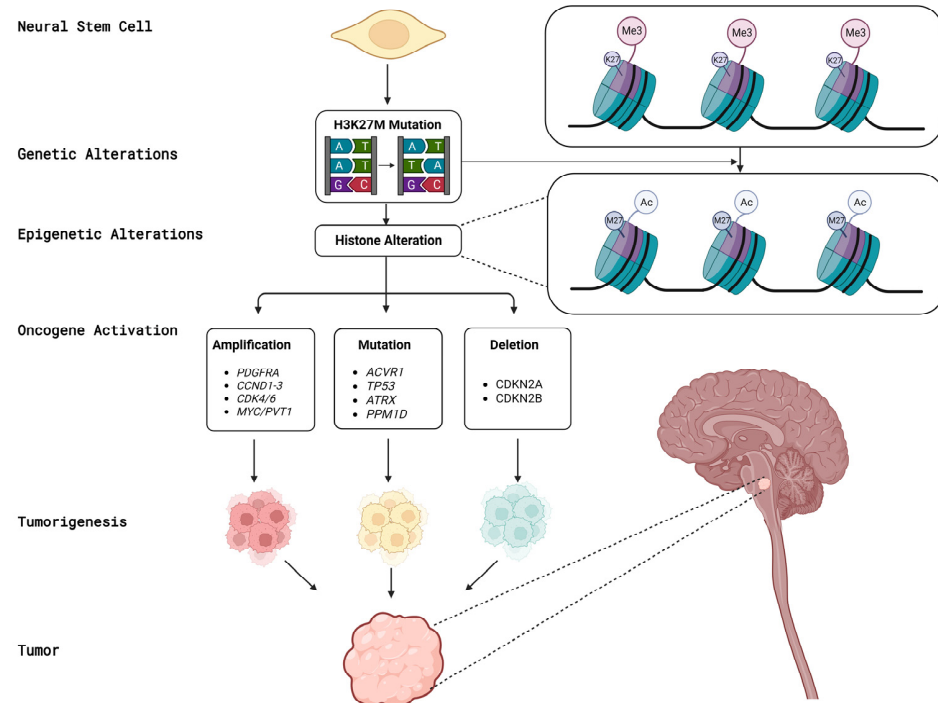 Neural Stem Cell
Me3 Me3 Me3
K27 K27 K27
H3K27M Mutation
A T A T
A T T A
G C G C
Genetic Alterations
Ac Ac Ac
M27 M27 M27
Epigenetic Alterations
Histone Alteration
Oncogene Activation
Amplification
• PDGFRA
• CCND1-3
• CDK4/6
• MYC/PVT1
Mutation
• ACVR1
• TP53
• ATRX
• PPM1D
Deletion
• CDKN2A
• CDKN2B
Tumorigenesis
Tumor